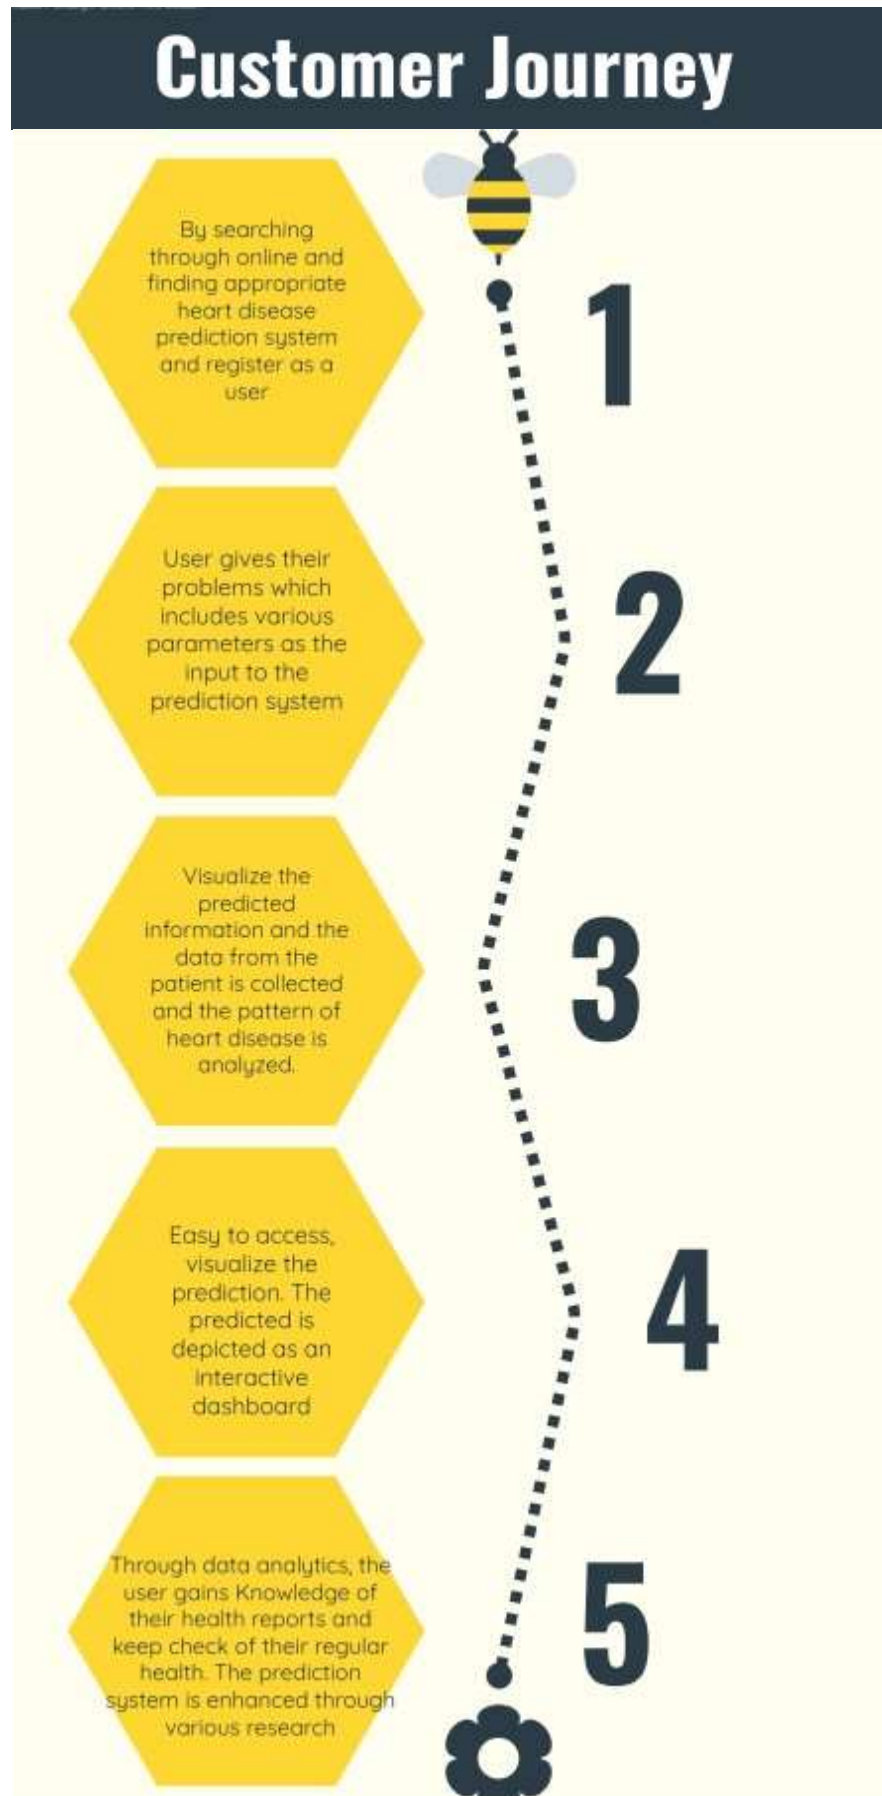 Customer Journey
By searching
through online and
finding appropriate
heart disease
prediction system
and register as a
user
1
User gives their
problems which
includes various
parameters as the
input to the
prediction system
2
Visualize the
predicted
information and the
data from the
patient is collected
and the pattern of
heart disease is
analyzed.
3
Easy to access,
visualize the
prediction. The
predicted is
depicted as an
interactive
dashboard
4
Through data analytics, the
user gains Knowledge of
their health reports and
keep check of their regular
health. The prediction
system is enhanced through
various research
5